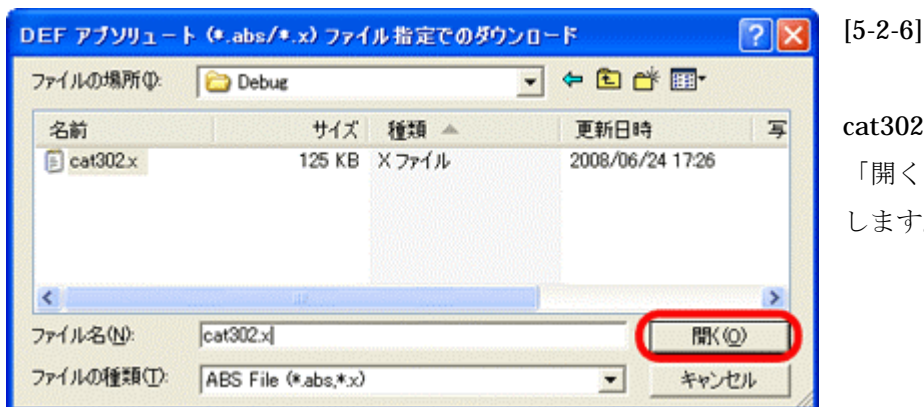 DEF アブソリュート (*.abs/*.x) ファイル指定でのダウンロード
[5-2-6]
ファイルの場所(I): Debug
名前 サイズ 種類 更新日時 写
cat302
cat302.x 125 KB X ファイル 2008/06/24 17:26
「開く
します
ファイル名(N): cat302.x 開く(O)
ファイルの種類(T): ABS File (*.abs,*.x) キャンセル